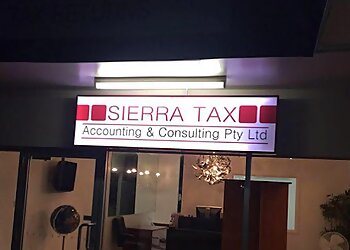 SIERRA TAX
Accounting & Consulting Pty Ltd